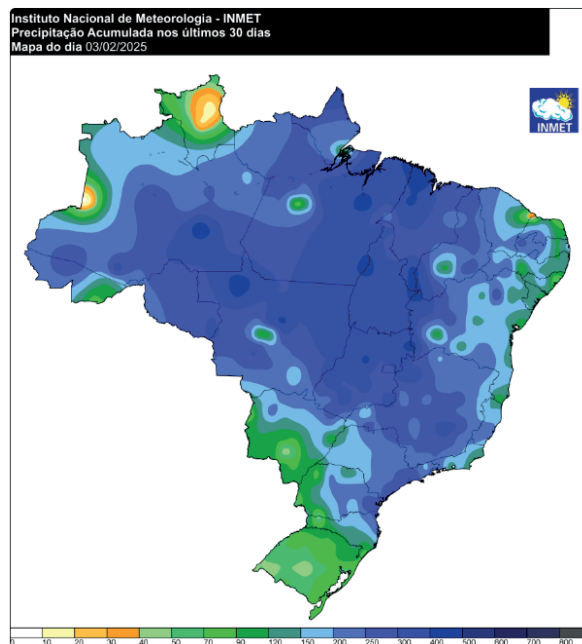 Instituto Nacional de Meteorologia - INMET
Precipitação Acumulada nos últimos 30 dias
Mapa do dia 03/02/2025
INMET
0 10 20 30 40 50 70 90 120 150 200 250 300 400 500 600 700 800